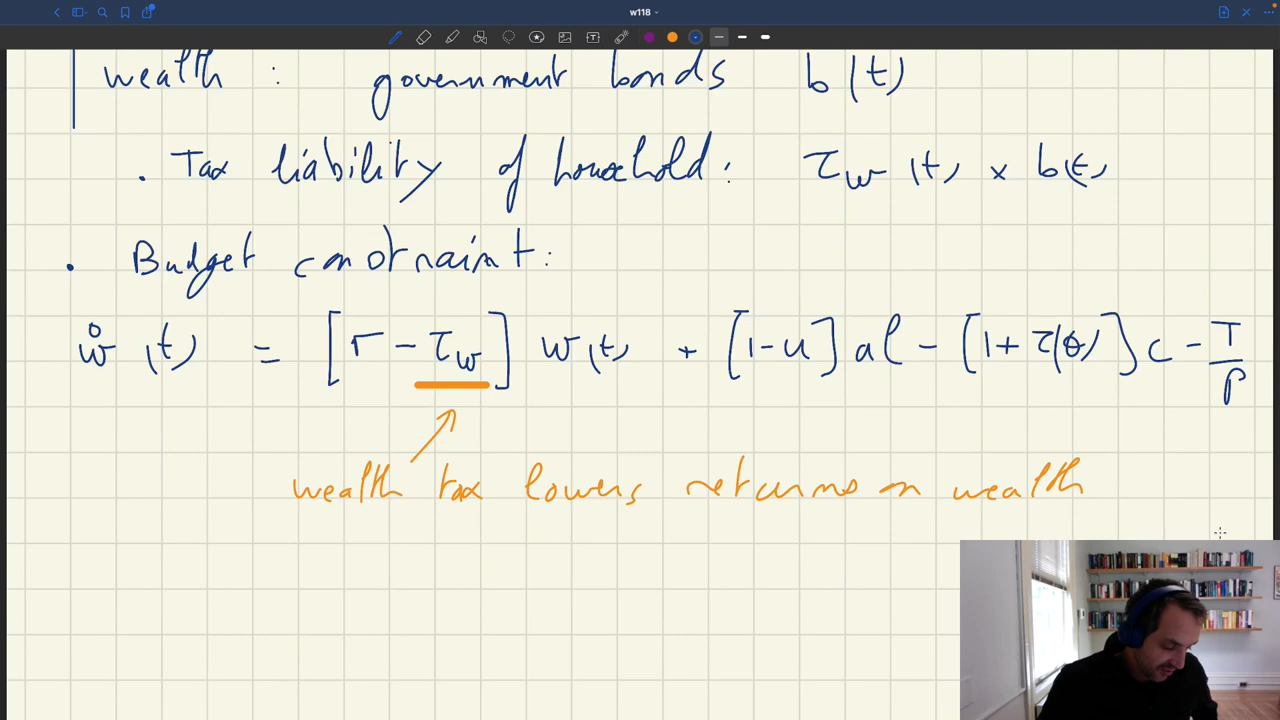 w118
wealth : government bonds b(t)
. Tax liability of household: τw(t) × b(t)
. Budget constraint:
ẘ(t) = [r - τw] w(t) + [1-u] al - [1+τ(θ)] c - T/p
wealth tax lowers returns on wealth